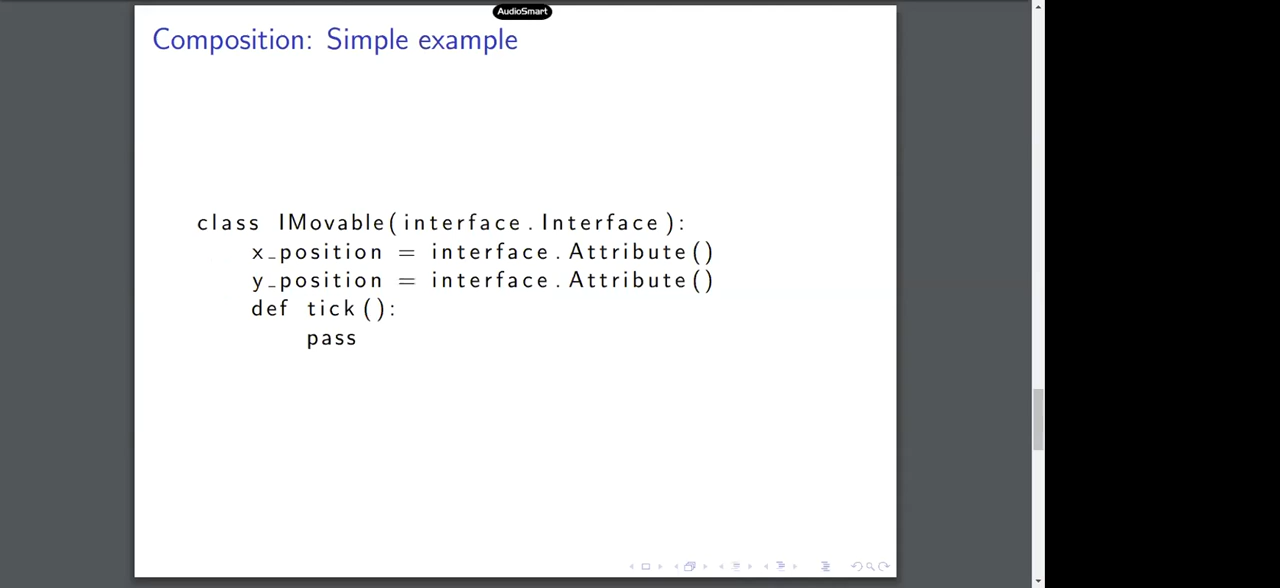 AudioSmart
Composition: Simple example
class IMovable(interface.Interface):
    x_position = interface.Attribute()
    y_position = interface.Attribute()
    def tick():
        pass